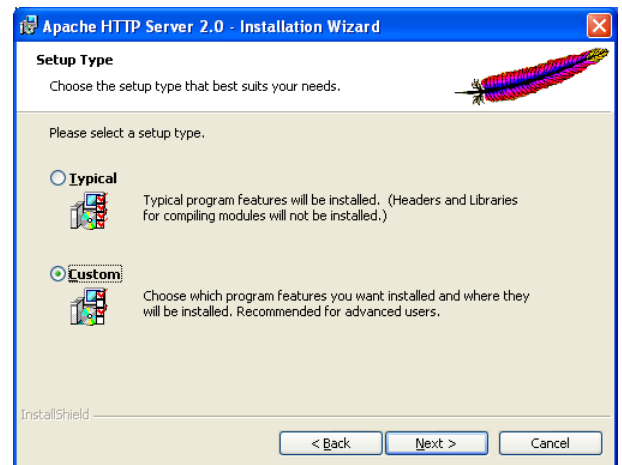 Apache HTTP Server 2.0 - Installation Wizard
Setup Type
Choose the setup type that best suits your needs.
Please select a setup type.
Typical
Typical program features will be installed. (Headers and Libraries
for compiling modules will not be installed.)
Custom
Choose which program features you want installed and where they
will be installed. Recommended for advanced users.
InstallShield
< Back
Next >
Cancel